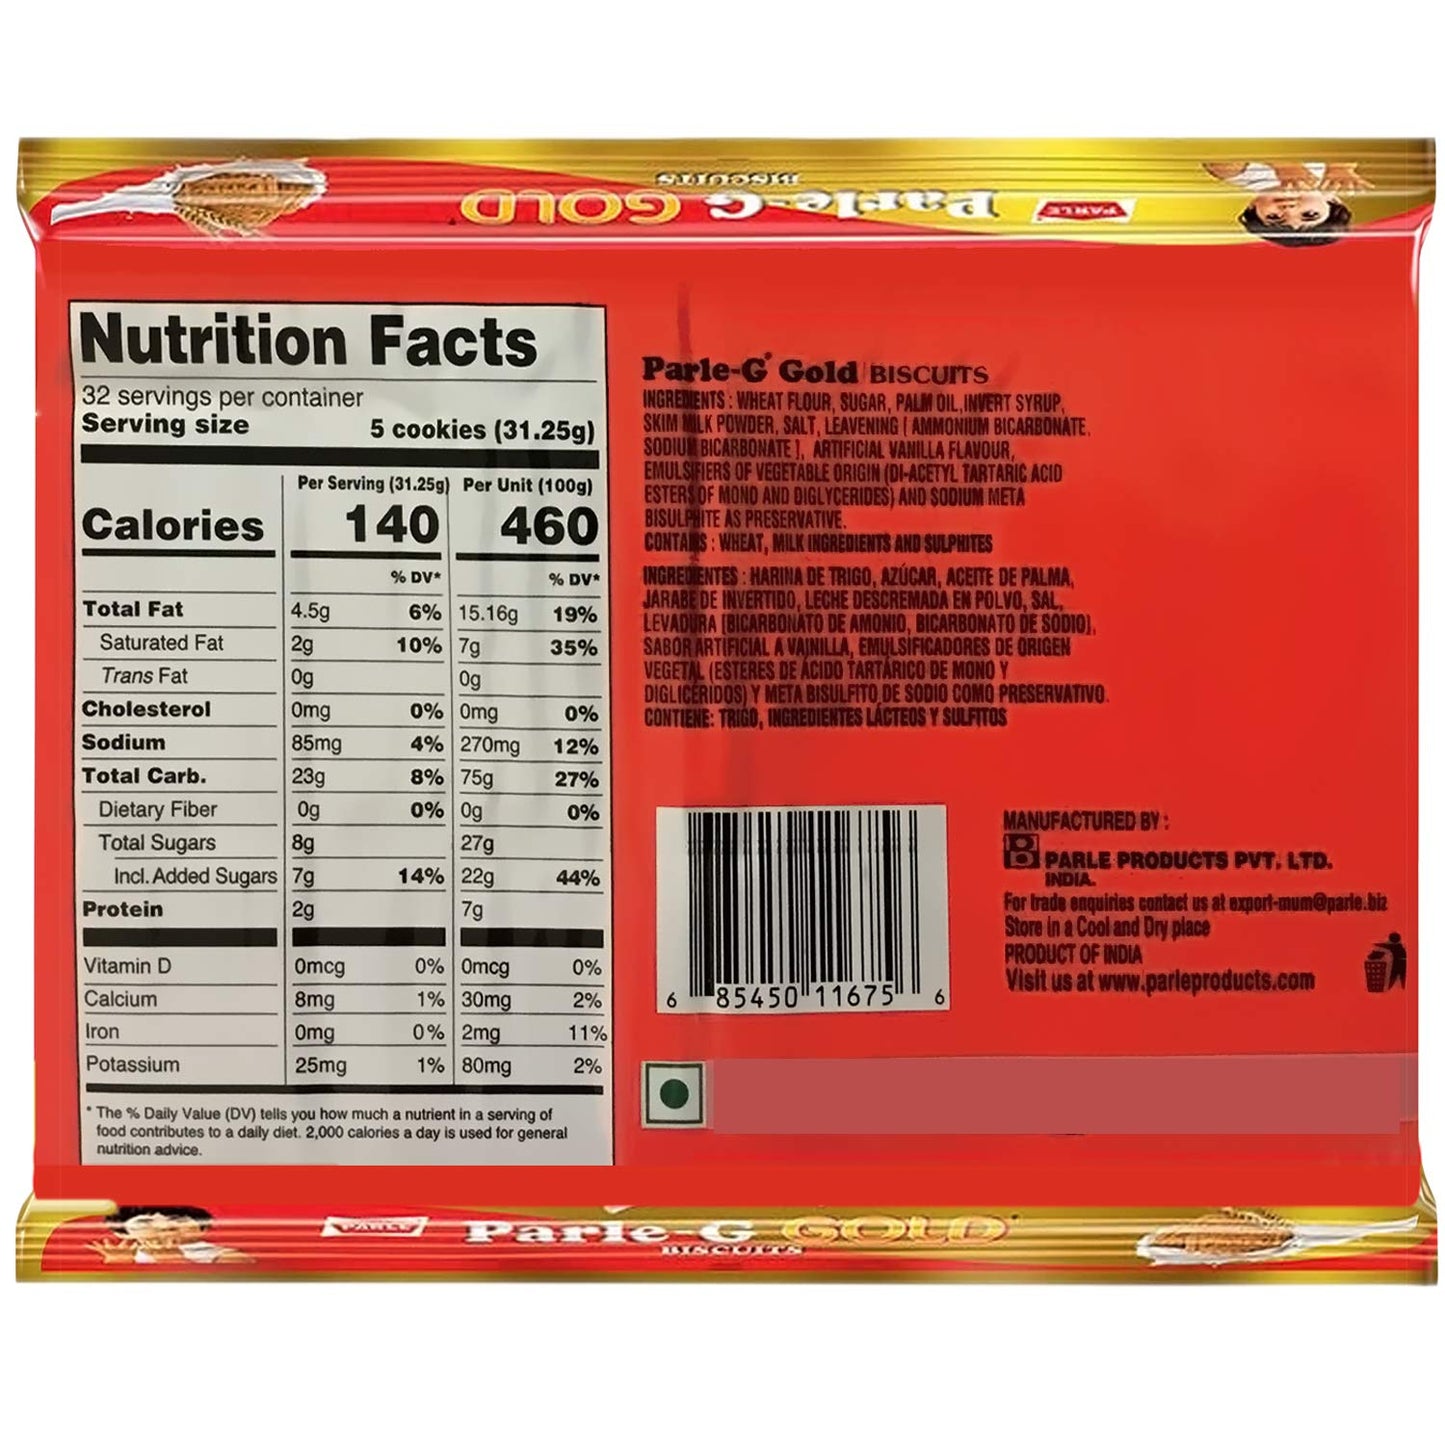 Parle-G GOLD
BISCUITS
PARLE
Nutrition Facts
32 servings per container
Serving size 5 cookies (31.25g)
Per Serving (31.25g) Per Unit (100g)
Calories 140 460
% DV* % DV*
Total Fat 4.5g 6% 15.16g 19%
Saturated Fat 2g 10% 7g 35%
Trans Fat 0g 0g
Cholesterol 0mg 0% 0mg 0%
Sodium 85mg 4% 270mg 12%
Total Carb. 23g 8% 75g 27%
Dietary Fiber 0g 0% 0g 0%
Total Sugars 8g 27g
Incl. Added Sugars 7g 14% 22g 44%
Protein 2g 7g
Vitamin D 0mcg 0% 0mcg 0%
Calcium 8mg 1% 30mg 2%
Iron 0mg 0% 2mg 11%
Potassium 25mg 1% 80mg 2%
* The % Daily Value (DV) tells you how much a nutrient in a serving of
food contributes to a daily diet. 2,000 calories a day is used for general
nutrition advice.
Parle-G® Gold BISCUITS
INGREDIENTS : WHEAT FLOUR, SUGAR, PALM OIL, INVERT SYRUP,
SKIM MILK POWDER, SALT, LEAVENING [ AMMONIUM BICARBONATE.
SODIUM BICARBONATE ], ARTIFICIAL VANILLA FLAVOUR,
EMULSIFIERS OF VEGETABLE ORIGIN (DI-ACETYL TARTARIC ACID
ESTERS OF MONO AND DIGLYCERIDES) AND SODIUM META
BISULPHITE AS PRESERVATIVE.
CONTAINS : WHEAT, MILK INGREDIENTS AND SULPHITES
INGREDIENTES : HARINA DE TRIGO, AZÚCAR, ACEITE DE PALMA,
JARABE DE INVERTIDO, LECHE DESCREMADA EN POLVO, SAL,
LEVADURA [BICARBONATO DE AMONIO, BICARBONATO DE SODIO],
SABOR ARTIFICIAL A VAINILLA, EMULSIFICADORES DE ORIGEN
VEGETAL (ESTERES DE ÁCIDO TARTÁRICO DE MONO Y
DIGLICÉRIDOS) Y META BISULFITO DE SODIO COMO PRESERVATIVO.
CONTIENE: TRIGO, INGREDIENTES LÁCTEOS Y SULFITOS
6 85450 11675 6
MANUFACTURED BY :
PARLE PRODUCTS PVT. LTD.
INDIA.
For trade enquiries contact us at export-mum@parle.biz
Store in a Cool and Dry place
PRODUCT OF INDIA
Visit us at www.parleproducts.com
PARLE Parle-G GOLD®
BISCUITS